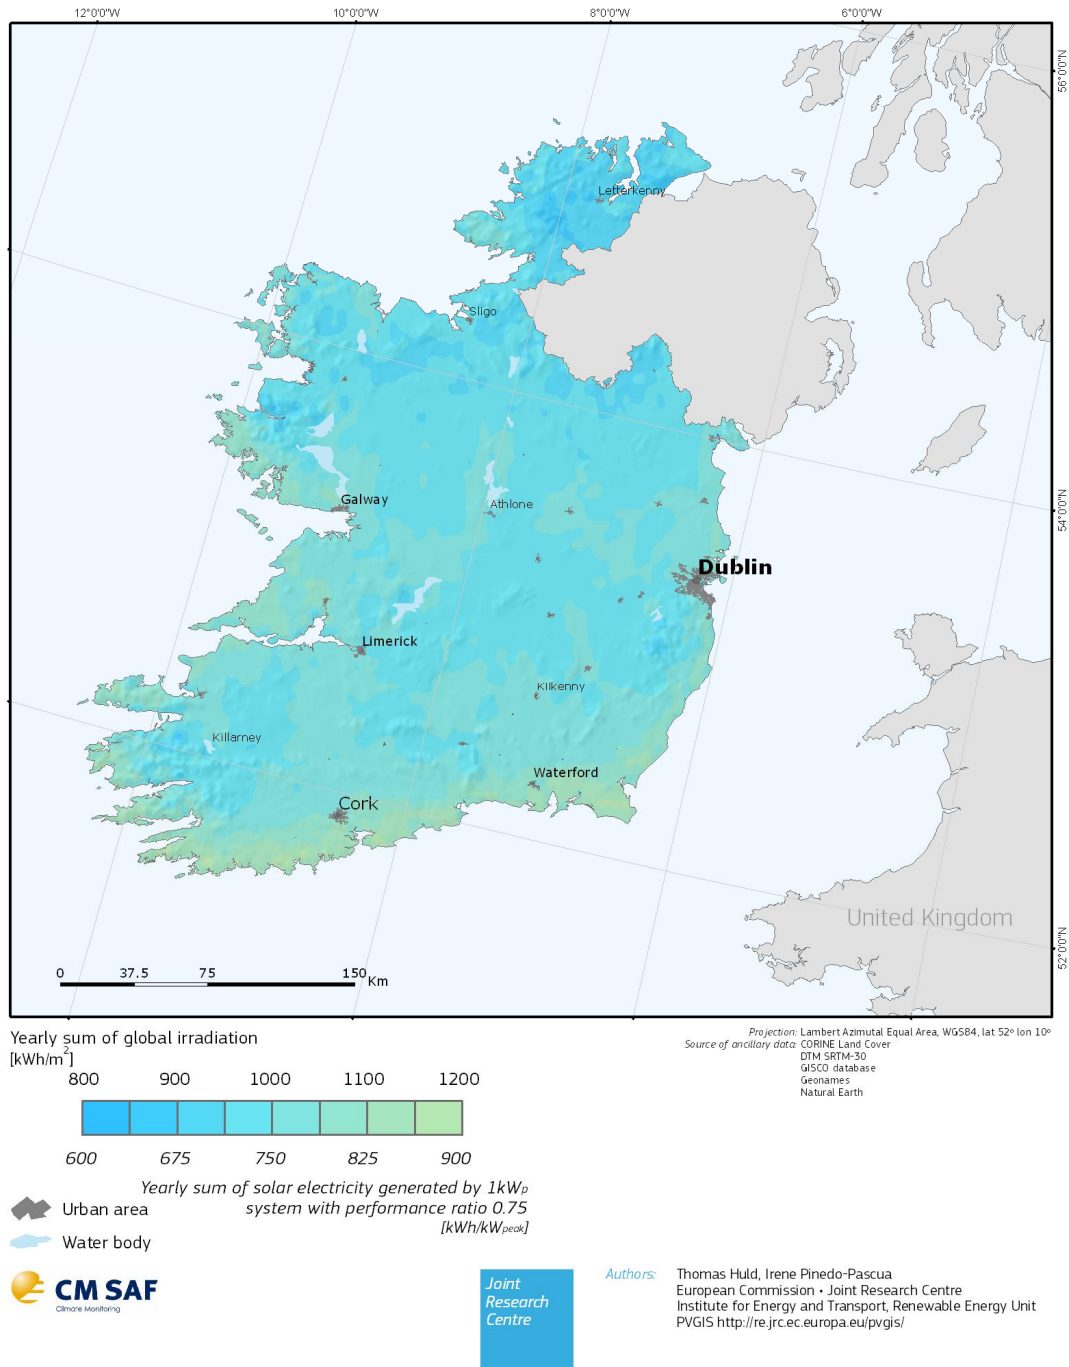 12°0'0"W
10°0'0"W
8°0'0"W
6°0'0"W
56°0'0"N
Letterkenny
Sligo
Galway
Athlone
54°0'0"N
Dublin
Limerick
Kilkenny
Killarney
Waterford
Cork
United Kingdom
52°0'0"N
0 37.5 75 150 Km
Yearly sum of global irradiation
[kWh/m²]
800 900 1000 1100 1200
600 675 750 825 900
Yearly sum of solar electricity generated by 1kWp
system with performance ratio 0.75
[kWh/kWpeak]
Urban area
Water body
Projection: Lambert Azimutal Equal Area, WGS84, lat 52º lon 10º
Source of ancillary data: CORINE Land Cover
DTM SRTM-30
GISCO database
Geonames
Natural Earth
CM SAF
Climate Monitoring
Joint
Research
Centre
Authors: Thomas Huld, Irene Pinedo-Pascua
European Commission • Joint Research Centre
Institute for Energy and Transport, Renewable Energy Unit
PVGIS http://re.jrc.ec.europa.eu/pvgis/